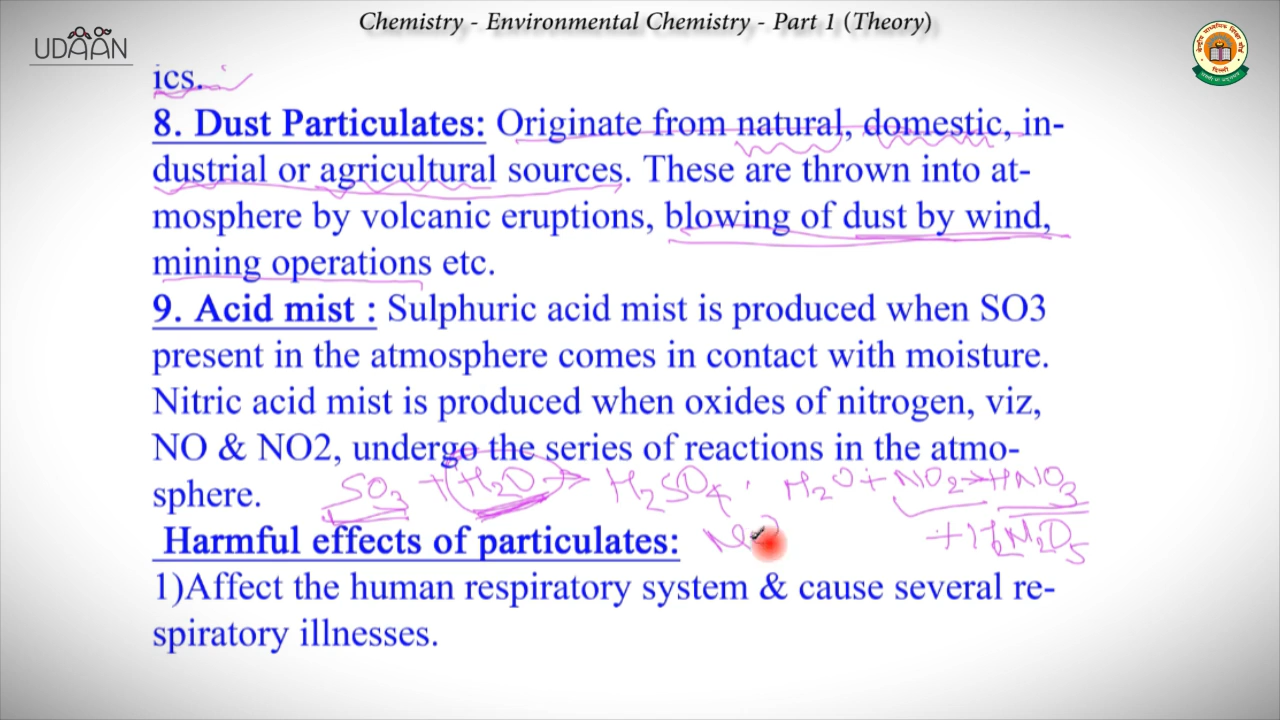 Chemistry - Environmental Chemistry - Part 1 (Theory)
UDAAN
ics.
8. Dust Particulates: Originate from natural, domestic, in-
dustrial or agricultural sources. These are thrown into at-
mosphere by volcanic eruptions, blowing of dust by wind,
mining operations etc.
9. Acid mist : Sulphuric acid mist is produced when SO3
present in the atmosphere comes in contact with moisture.
Nitric acid mist is produced when oxides of nitrogen, viz,
NO & NO2, undergo the series of reactions in the atmo-
sphere. SO3 + (H2O) → H2SO4. H2O + NO2 → HNO3
Harmful effects of particulates:
1)Affect the human respiratory system & cause several re-
spiratory illnesses.